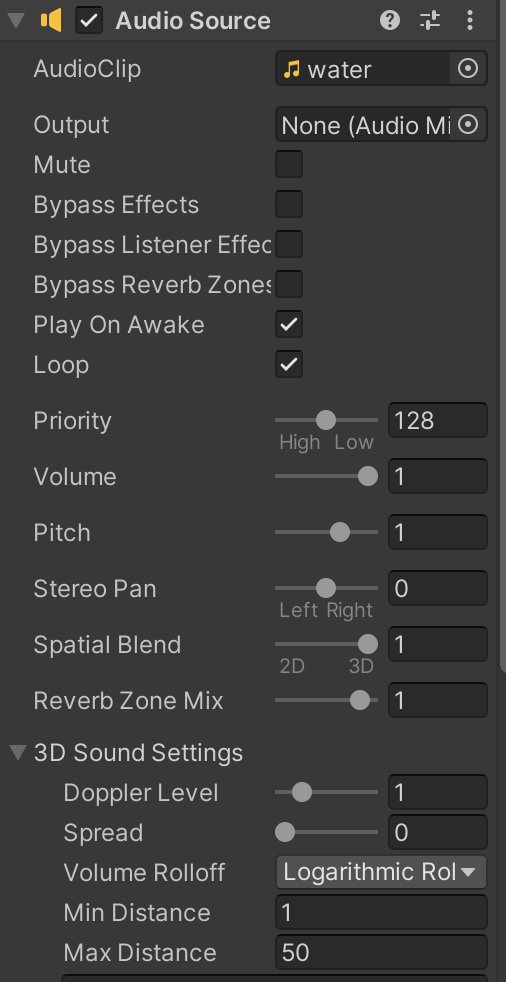 Audio Source
AudioClip water
Output None (Audio Mi
Mute
Bypass Effects
Bypass Listener Effec
Bypass Reverb Zones
Play On Awake
Loop
Priority 128
High Low
Volume 1
Pitch 1
Stereo Pan 0
Left Right
Spatial Blend 1
2D 3D
Reverb Zone Mix 1
3D Sound Settings
Doppler Level 1
Spread 0
Volume Rolloff Logarithmic Rol
Min Distance 1
Max Distance 50